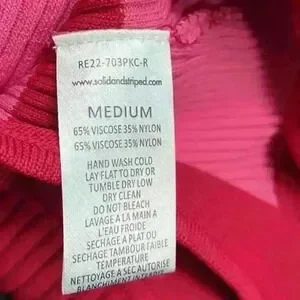 RE22-703PKC-R
www.solidandstriped.com
MEDIUM
65% VISCOSE 35% NYLON
65% VISCOSE 35% NYLON
HAND WASH COLD
LAY FLAT TO DRY OR
TUMBLE DRY LOW
DRY CLEAN
DO NOT BLEACH
LAVAGE A LA MAIN A
L'EAU FROIDE
SECHAGE A PLAT OU
SECHAGE TAMBOUR FAIBLE
TEMPERATURE
NETTOYAGE A SEC AUTORISE